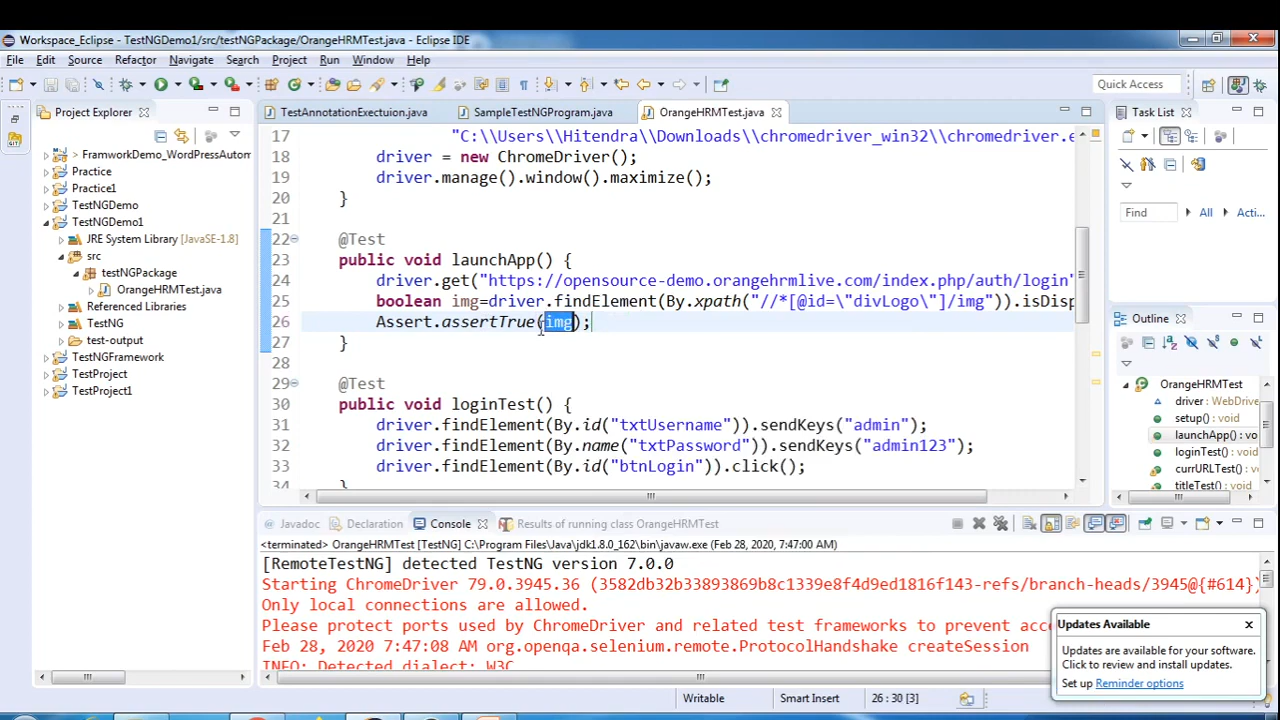 Workspace_Eclipse - TestNGDemo1/src/testNGPackage/OrangeHRMTest.java - Eclipse IDE
File Edit Source Refactor Navigate Search Project Run Window Help
Quick Access
Project Explorer
> FramworkDemo_WordPressAutom
Practice
Practice1
TestNGDemo
TestNGDemo1
JRE System Library [JavaSE-1.8]
src
testNGPackage
OrangeHRMTest.java
Referenced Libraries
TestNG
test-output
TestNGFramework
TestProject
TestProject1
TestAnnotationExectuion.java SampleTestNGProgram.java OrangeHRMTest.java
17 "C:\\Users\\Hitendra\\Downloads\\chromedriver_win32\\chromedriver.e
18 driver = new ChromeDriver();
19 driver.manage().window().maximize();
20 }
21
22 @Test
23 public void launchApp() {
24 driver.get("https://opensource-demo.orangehrmlive.com/index.php/auth/login"
25 boolean img=driver.findElement(By.xpath("//*[@id=\"divLogo\"]/img")).isDisp
26 Assert.assertTrue(img);
27 }
28
29 @Test
30 public void loginTest() {
31 driver.findElement(By.id("txtUsername")).sendKeys("admin");
32 driver.findElement(By.name("txtPassword")).sendKeys("admin123");
33 driver.findElement(By.id("btnLogin")).click();
34 }
Task List
Find All Acti...
Outline
OrangeHRMTest
driver : WebDrive
setup() : void
launchApp() : vo
loginTest() : void
currURLTest() : vo
titleTest() : void
Javadoc Declaration Console Results of running class OrangeHRMTest
<terminated> OrangeHRMTest [TestNG] C:\Program Files\Java\jdk1.8.0_162\bin\javaw.exe (Feb 28, 2020, 7:47:00 AM)
[RemoteTestNG] detected TestNG version 7.0.0
Starting ChromeDriver 79.0.3945.36 (3582db32b33893869b8c1339e8f4d9ed1816f143-refs/branch-heads/3945@{#614})
Only local connections are allowed.
Please protect ports used by ChromeDriver and related test frameworks to prevent acc
Feb 28, 2020 7:47:08 AM org.openqa.selenium.remote.ProtocolHandshake createSession
INFO: Detected dialect: W3C
Updates Available
Updates are available for your software.
Click to review and install updates.
Set up Reminder options
Writable Smart Insert 26 : 30 [3]